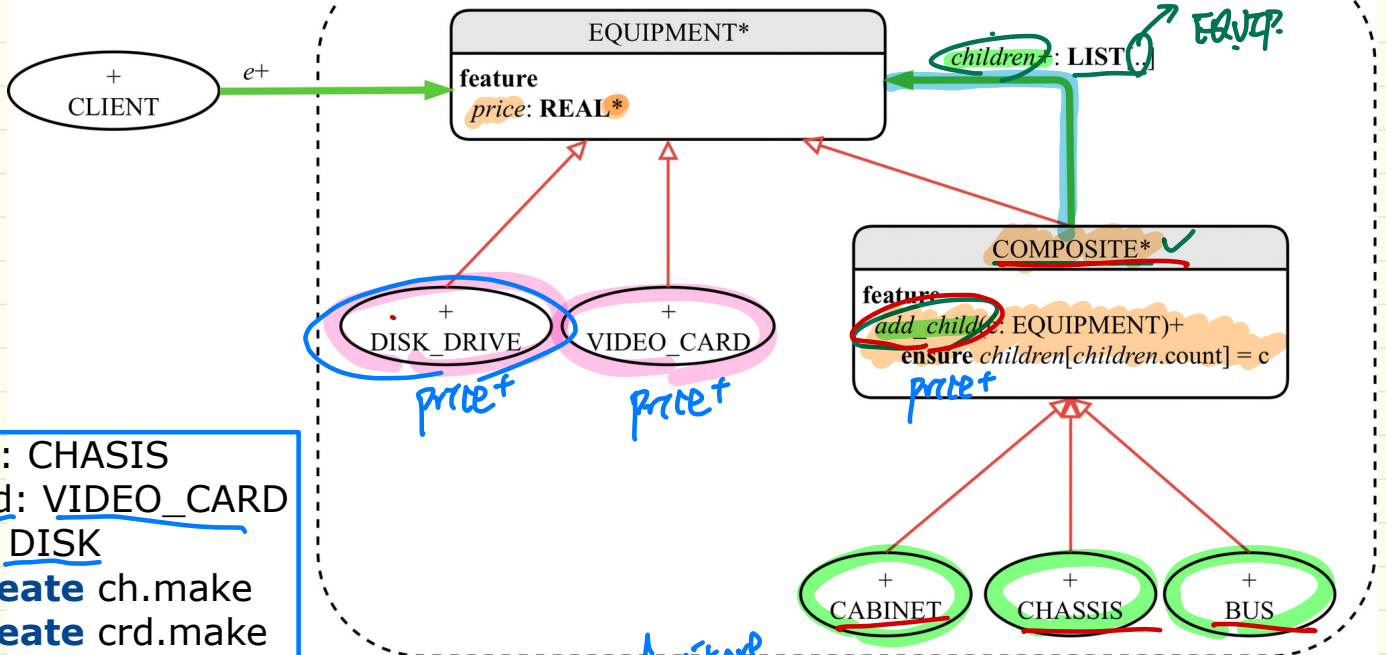 EQUIPMENT*
feature
price: REAL*
+
CLIENT
e+
children+: LIST[..]
EQUIP.
COMPOSITE*
feature
add_child(c: EQUIPMENT)+
ensure children[children.count] = c
price+
+
DISK_DRIVE
price+
+
VIDEO_CARD
price+
: CHASIS
d: VIDEO_CARD
DISK
eate ch.make
eate crd.make
+
CABINET
+
CHASSIS
+
BUS